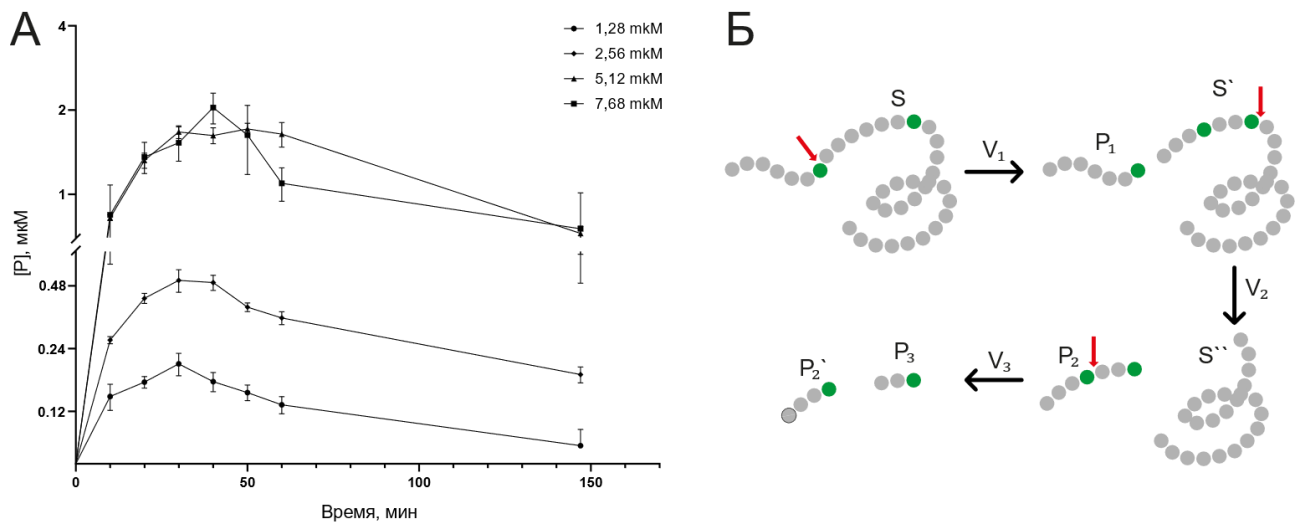 А
4
2
1
0.48
0.24
0.12
[P], мкМ
0
50
100
150
Время, мин
1,28 mkM
2,56 mkM
5,12 mkM
7,68 mkM
Б
S
V₁
P₁
S`
V₂
S``
P₂
V₃
P₃
P₂`